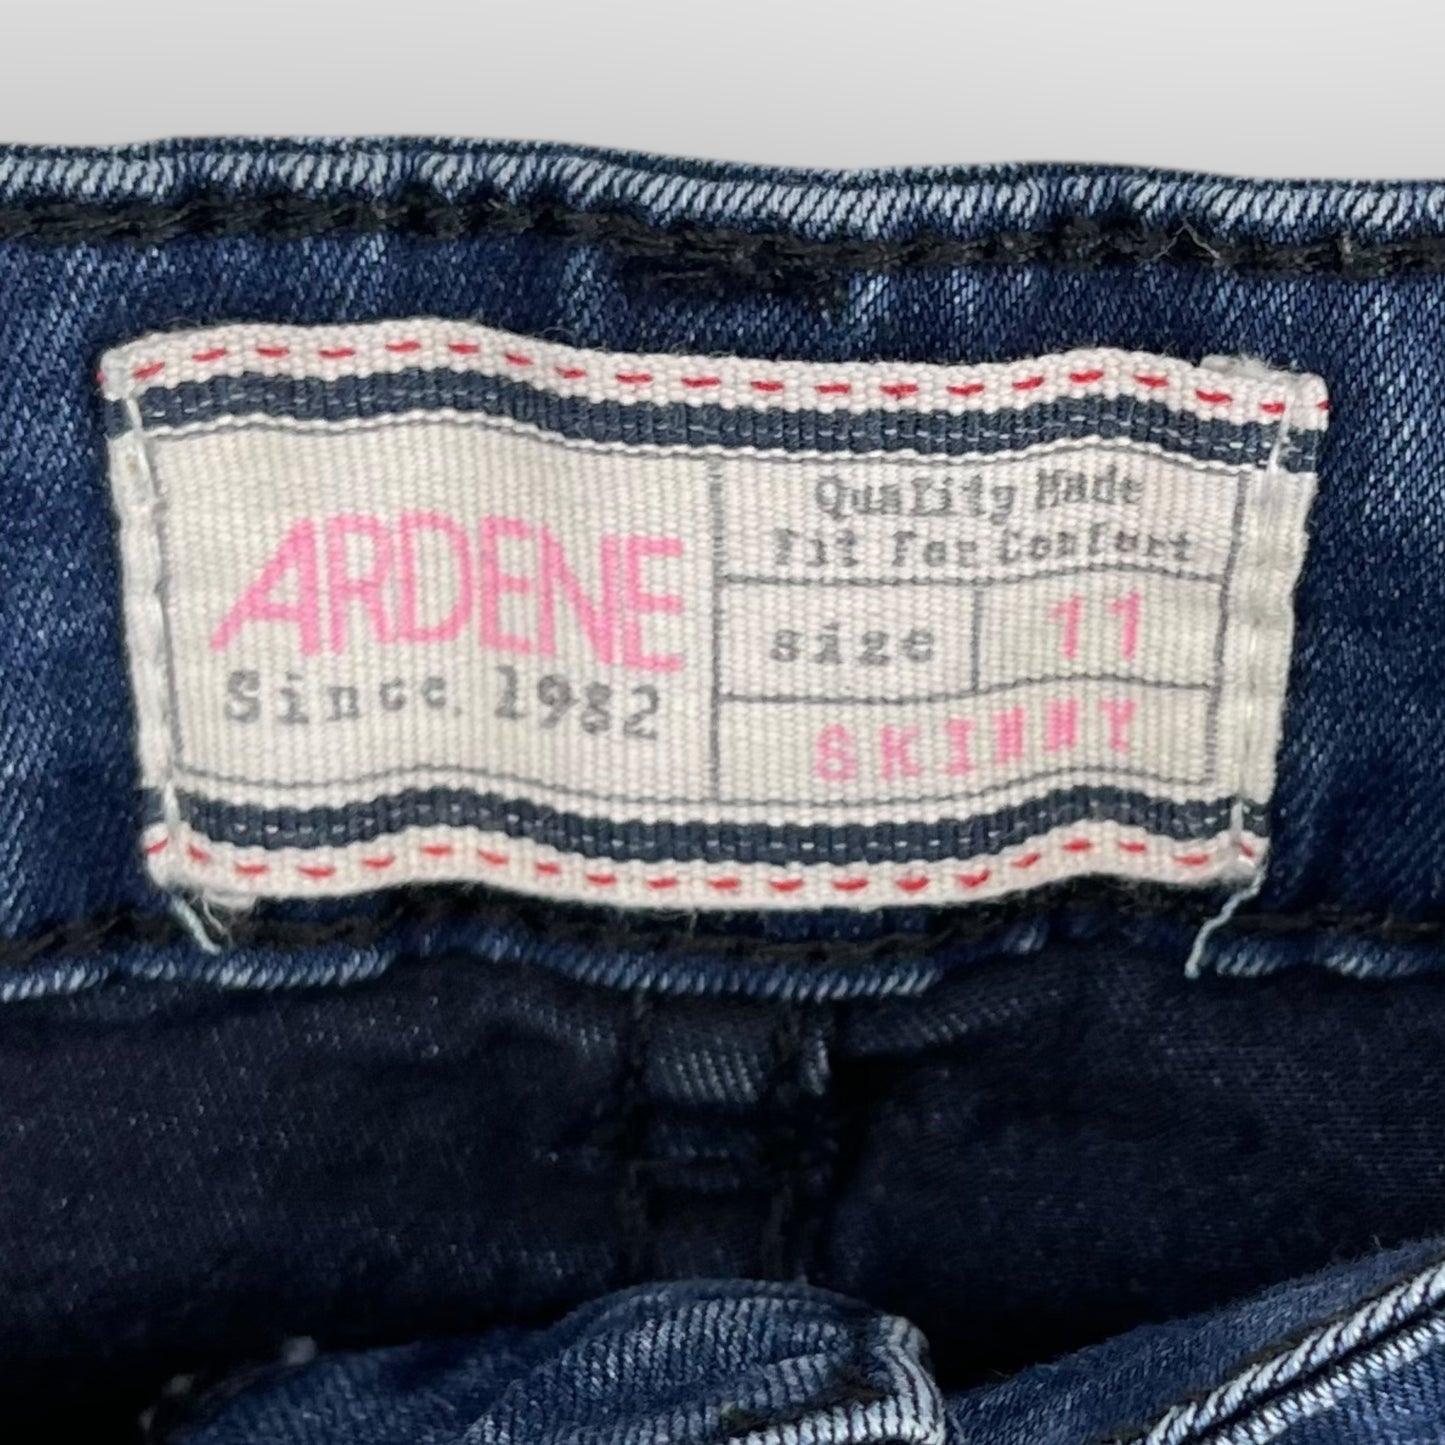 ARDENE
Since 1982
Quality Made
Fit For Comfort
size 11
SKINNY